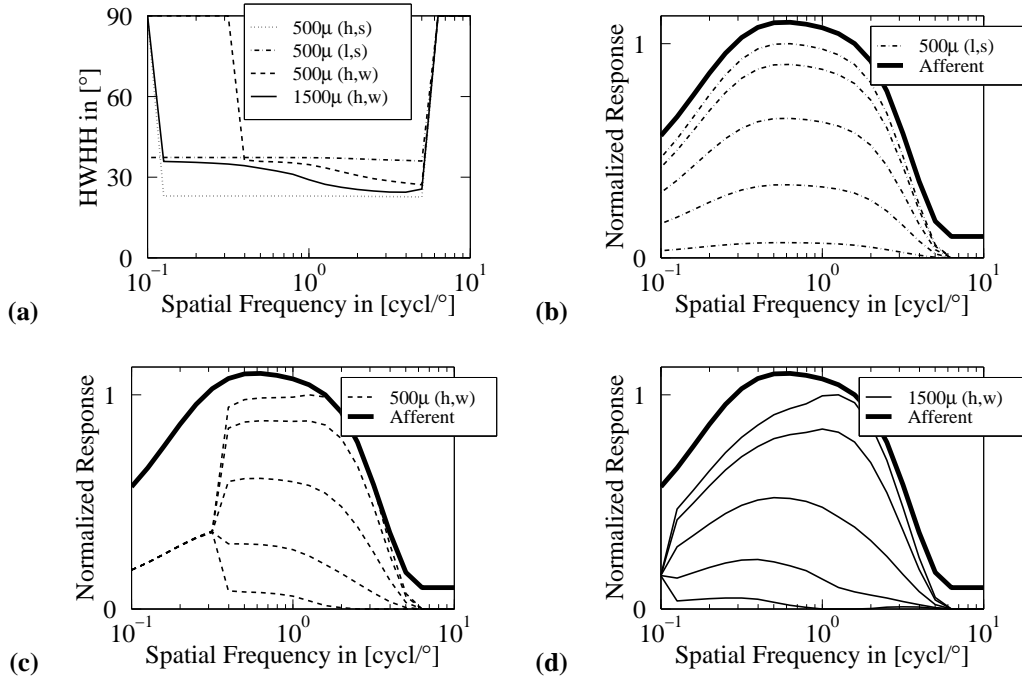 90
60
30
0
HWHH in [°]
500μ (h,s)
500μ (l,s)
500μ (h,w)
1500μ (h,w)
10⁻¹ 10⁰ 10¹
Spatial Frequency in [cycl/°]
(a)
1
0
Normalized Response
500μ (l,s)
Afferent
10⁻¹ 10⁰ 10¹
Spatial Frequency in [cycl/°]
(b)
1
0
Normalized Response
500μ (h,w)
Afferent
10⁻¹ 10⁰ 10¹
Spatial Frequency in [cycl/°]
(c)
1
0
Normalized Response
1500μ (h,w)
Afferent
10⁻¹ 10⁰ 10¹
Spatial Frequency in [cycl/°]
(d)